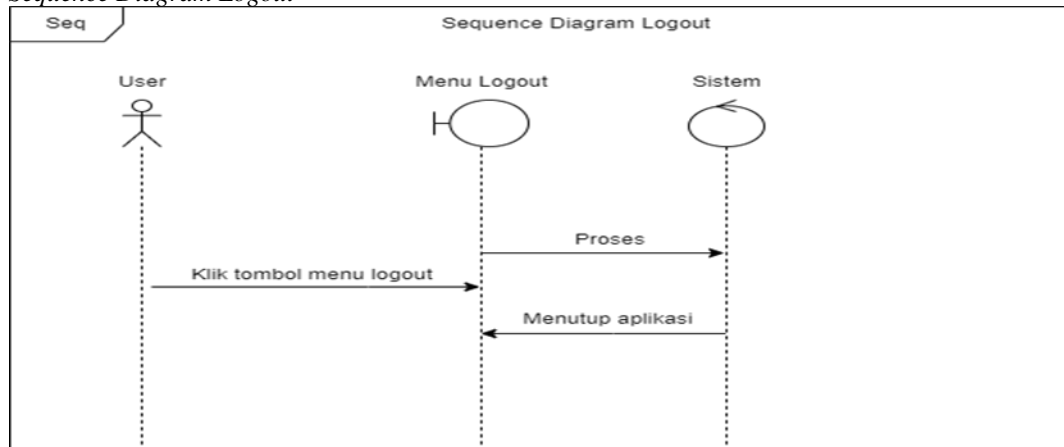 Sequence Diagram Logout
Seq
Sequence Diagram Logout
User
Menu Logout
Sistem
Proses
Klik tombol menu logout
Menutup aplikasi